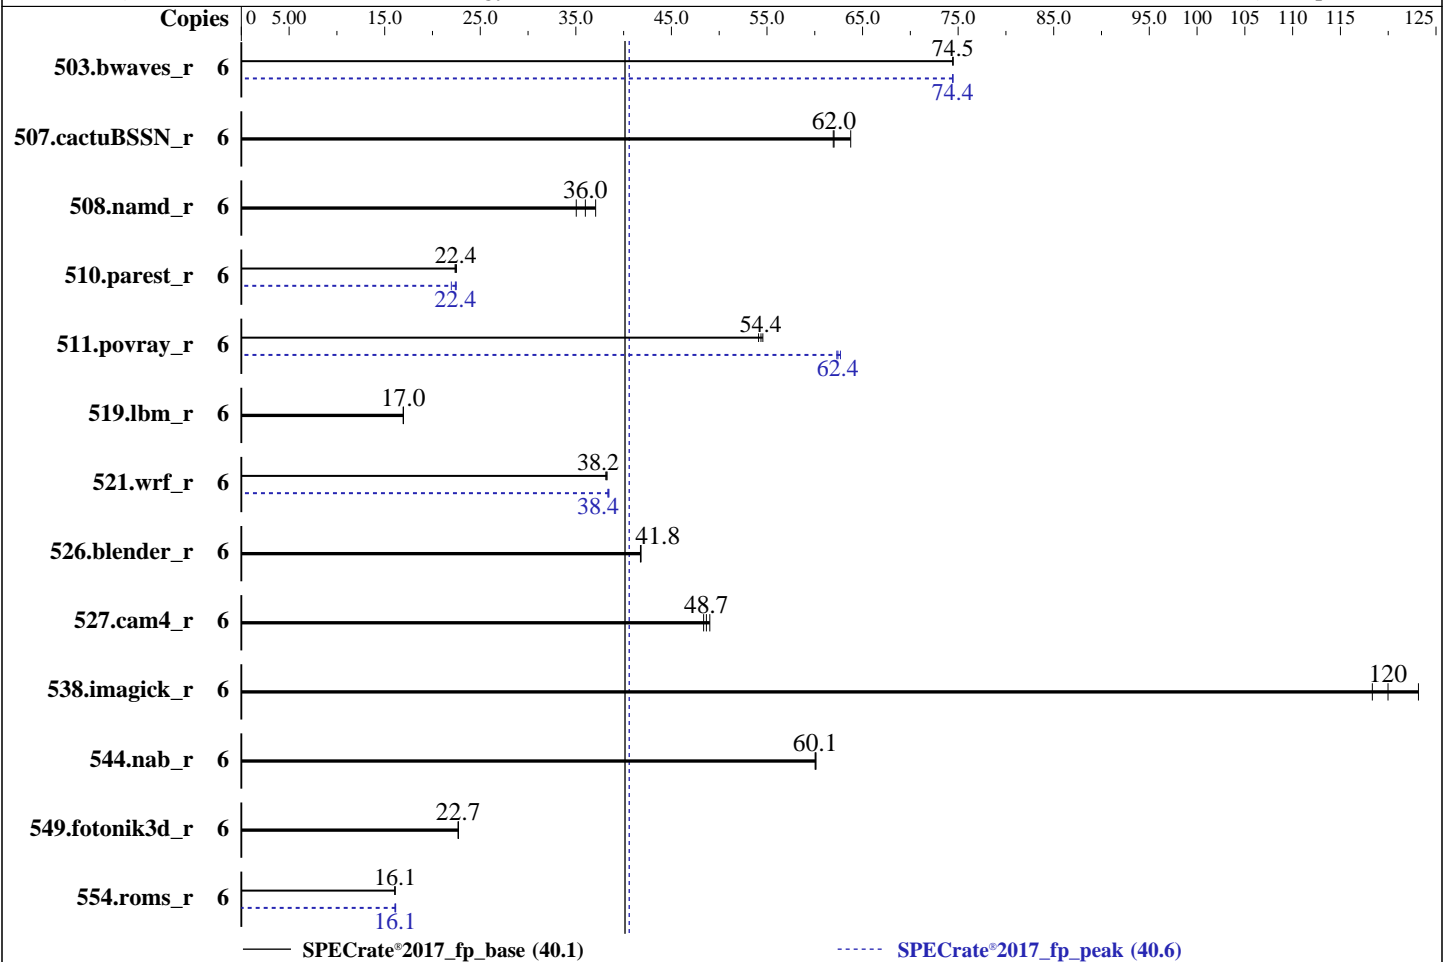 Copies 0 5.00 15.0 25.0 35.0 45.0 55.0 65.0 75.0 85.0 95.0 100 105 110 115 125
503.bwaves_r 6 74.5
74.4
507.cactuBSSN_r 6 62.0
508.namd_r 6 36.0
510.parest_r 6 22.4
22.4
511.povray_r 6 54.4
62.4
519.lbm_r 6 17.0
521.wrf_r 6 38.2
38.4
526.blender_r 6 41.8
527.cam4_r 6 48.7
538.imagick_r 6 120
544.nab_r 6 60.1
549.fotonik3d_r 6 22.7
554.roms_r 6 16.1
16.1
SPECrate®2017_fp_base (40.1) SPECrate®2017_fp_peak (40.6)